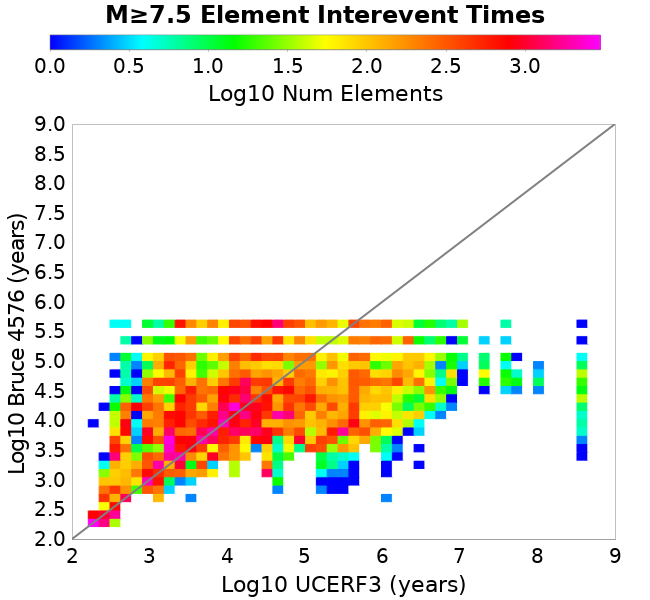 M≥7.5 Element Interevent Times
0.0 0.5 1.0 1.5 2.0 2.5 3.0
Log10 Num Elements
9.0
8.5
8.0
7.5
7.0
6.5
6.0
5.5
5.0
4.5
4.0
3.5
3.0
2.5
2.0
Log10 Bruce 4576 (years)
2 3 4 5 6 7 8 9
Log10 UCERF3 (years)